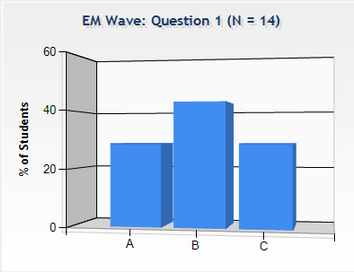 EM Wave: Question 1 (N = 14)
60
40
20
0
% of Students
A B C